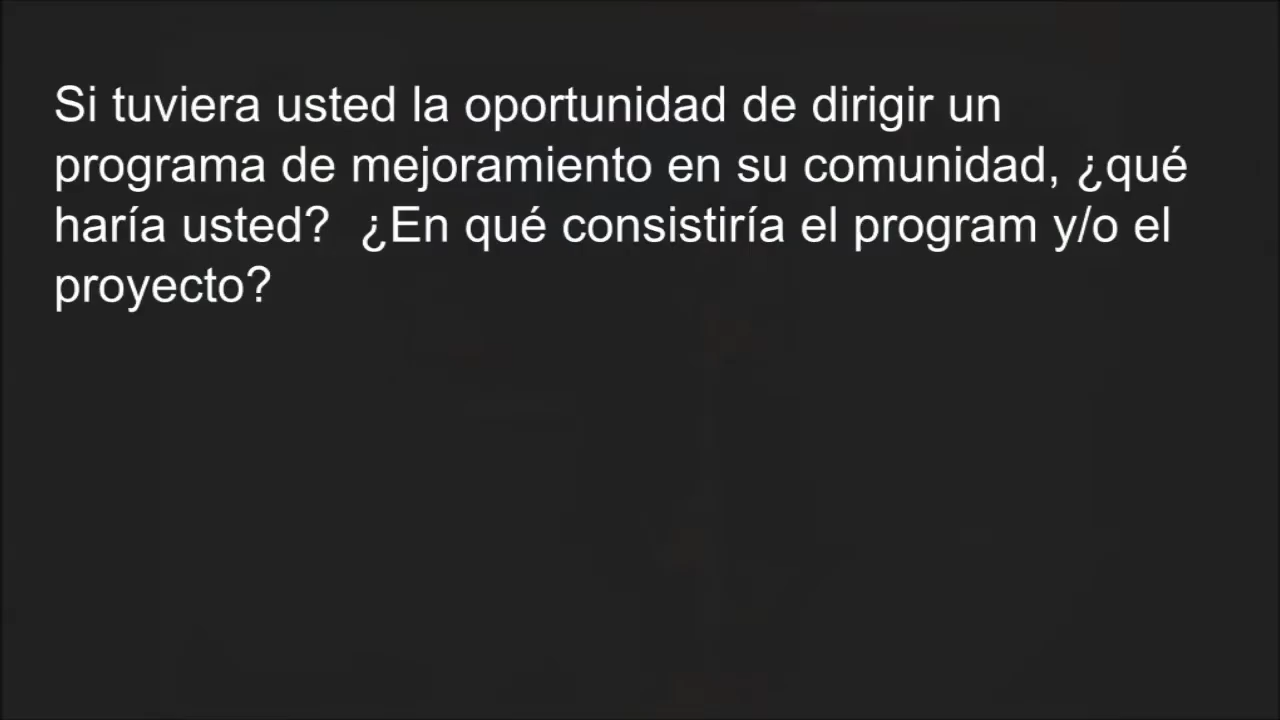 Si tuviera usted la oportunidad de dirigir un
programa de mejoramiento en su comunidad, ¿qué
haría usted?  ¿En qué consistiría el program y/o el
proyecto?